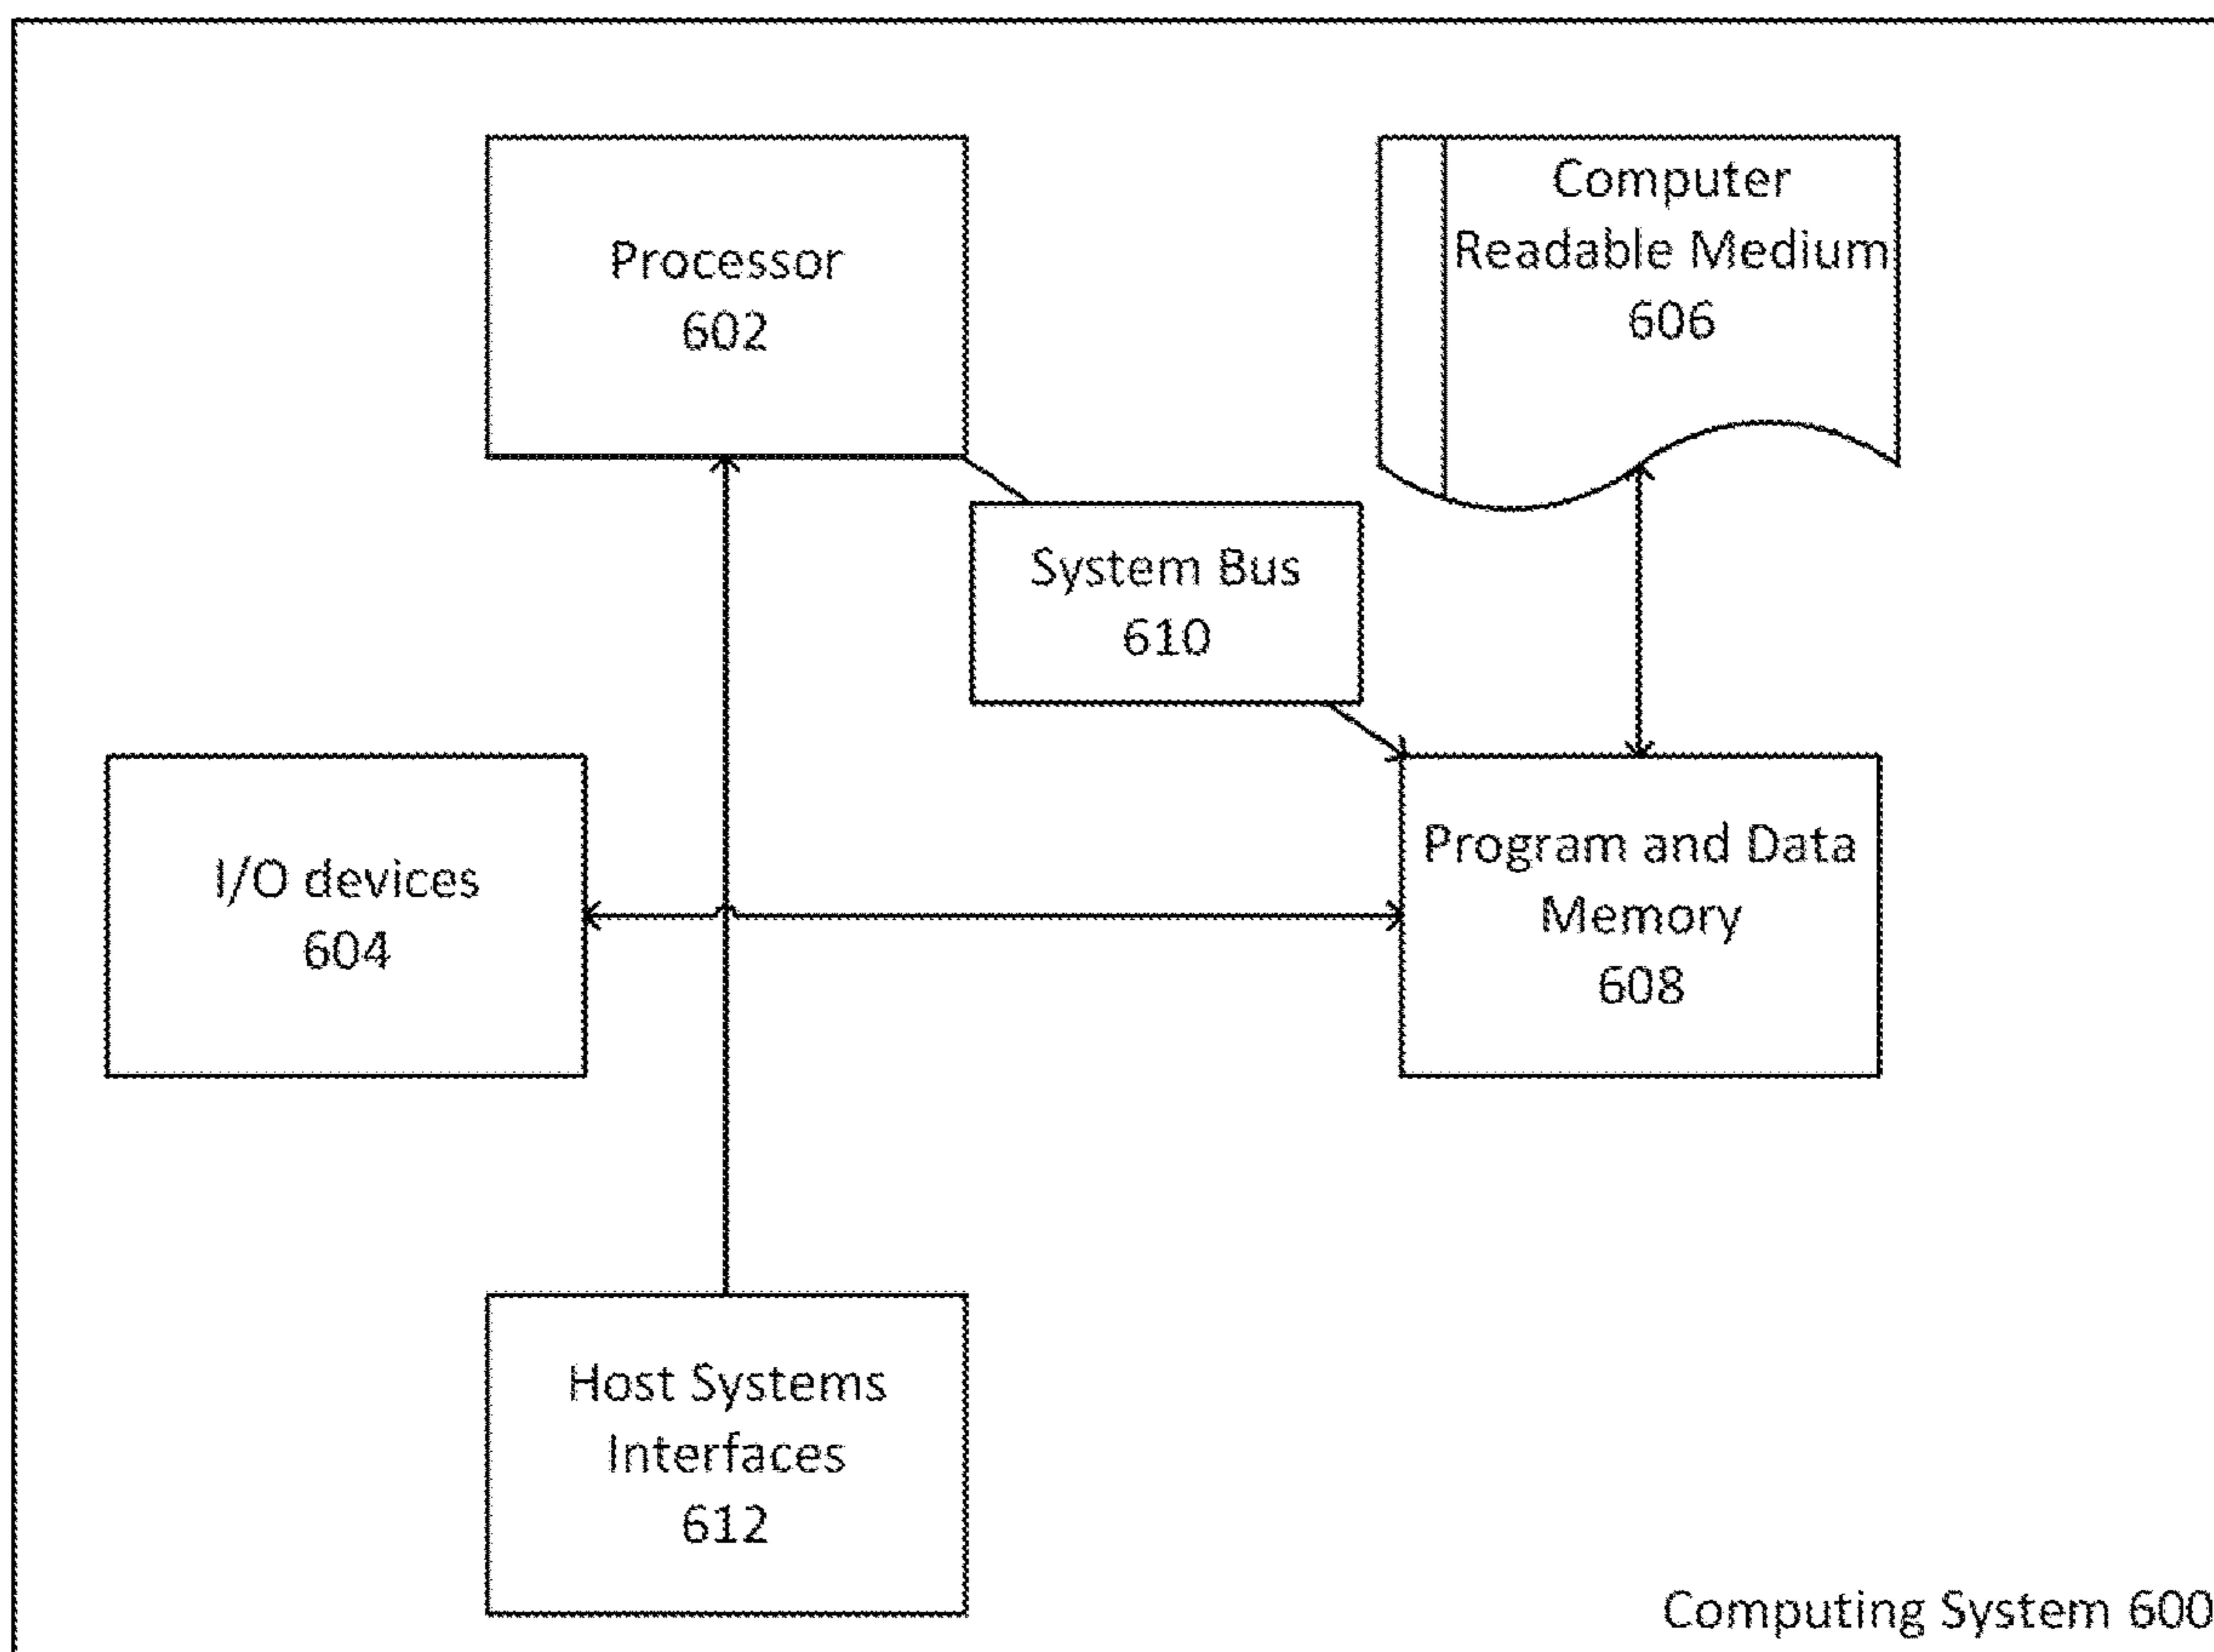 Processor
602
Computer
Readable Medium
606
System Bus
610
I/O devices
604
Program and Data
Memory
608
Host Systems
Interfaces
612
Computing System 600